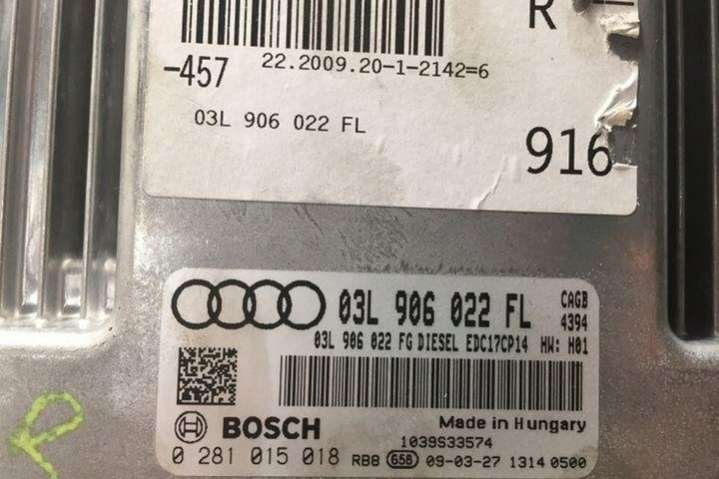 R
-457
22.2009.20-1-2142=6
03L 906 022 FL
916
03L 906 022 FL
CAGB
4394
03L 906 022 FG DIESEL EDC17CP14 HW: H01
BOSCH
Made in Hungary
1039S33574
0 281 015 018 RBB 658 09-03-27 1314 0500
R